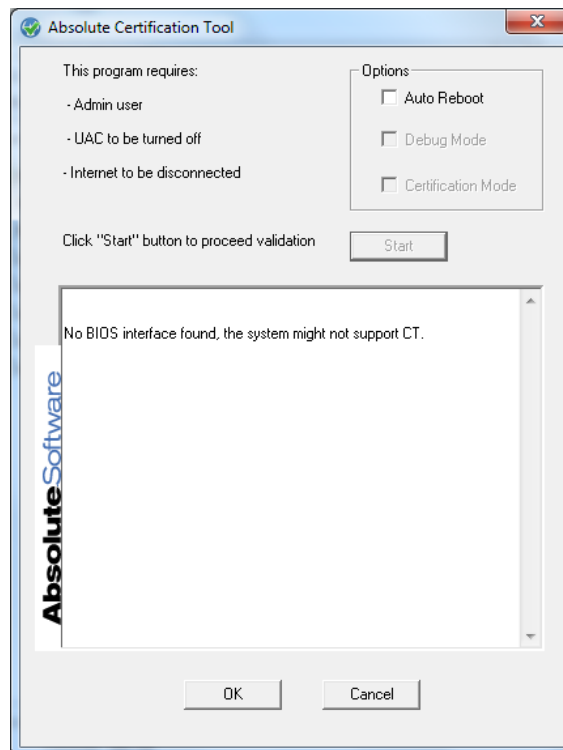 Absolute Certification Tool
This program requires:
- Admin user
- UAC to be turned off
- Internet to be disconnected
Options
Auto Reboot
Debug Mode
Certification Mode
Click "Start" button to proceed validation
Start
No BIOS interface found, the system might not support CT.
AbsoluteSoftware
OK
Cancel